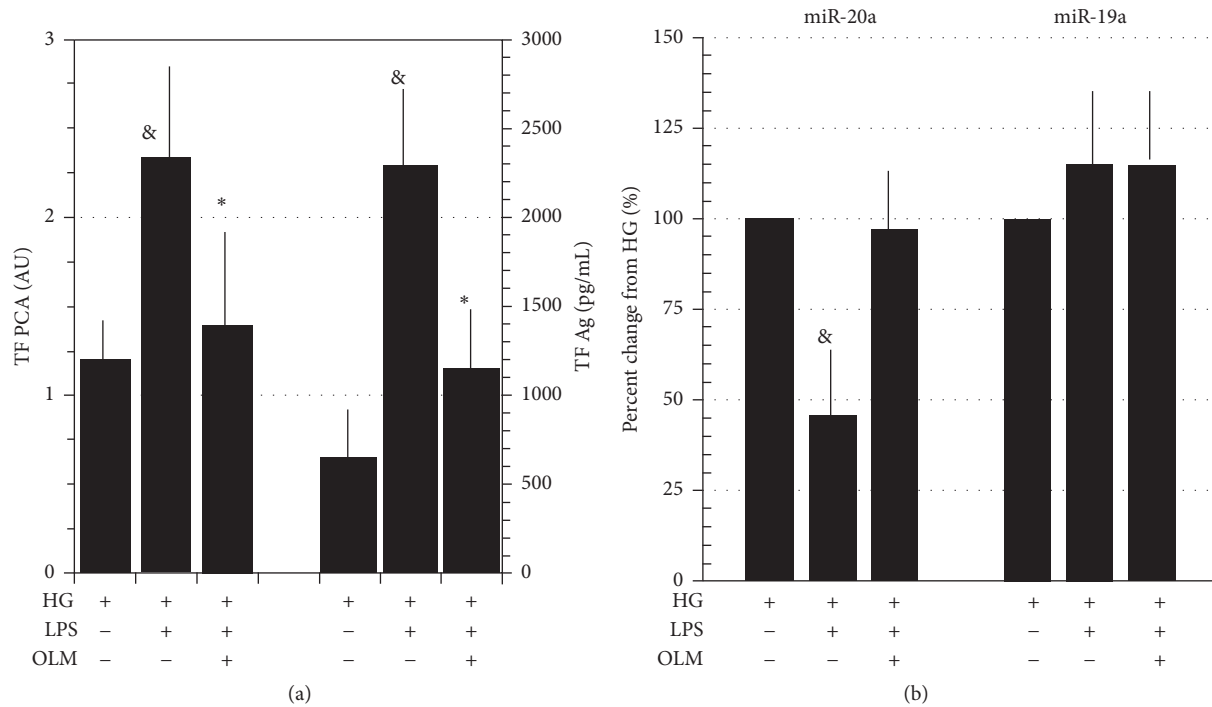 3
2
1
0
TF PCA (AU)
&
*
&
*
3000
2500
2000
1500
1000
500
0
TF Ag (pg/mL)
HG + + + + + +
LPS − + + − + +
OLM − − + − − +
(a)
miR-20a miR-19a
150
125
100
75
50
25
0
Percent change from HG (%)
&
HG + + + + + +
LPS − + + − + +
OLM − − + − − +
(b)